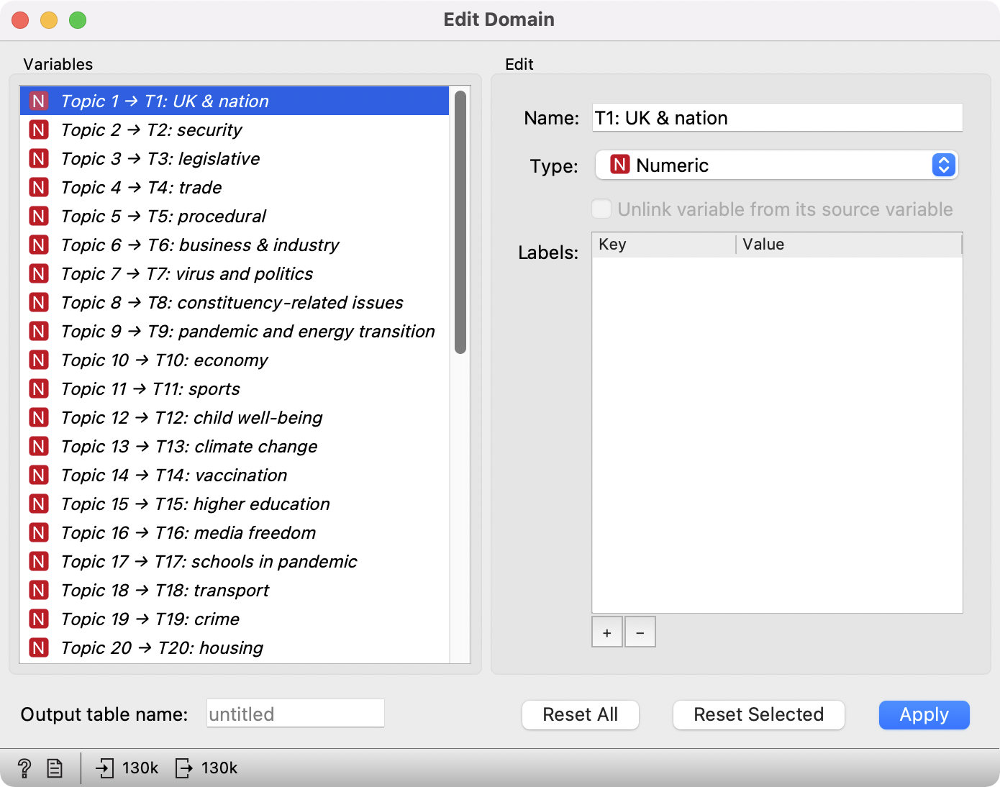 Edit Domain
Variables
N Topic 1 → T1: UK & nation
N Topic 2 → T2: security
N Topic 3 → T3: legislative
N Topic 4 → T4: trade
N Topic 5 → T5: procedural
N Topic 6 → T6: business & industry
N Topic 7 → T7: virus and politics
N Topic 8 → T8: constituency-related issues
N Topic 9 → T9: pandemic and energy transition
N Topic 10 → T10: economy
N Topic 11 → T11: sports
N Topic 12 → T12: child well-being
N Topic 13 → T13: climate change
N Topic 14 → T14: vaccination
N Topic 15 → T15: higher education
N Topic 16 → T16: media freedom
N Topic 17 → T17: schools in pandemic
N Topic 18 → T18: transport
N Topic 19 → T19: crime
N Topic 20 → T20: housing
Edit
Name: T1: UK & nation
Type: N Numeric
Unlink variable from its source variable
Labels: Key Value
+ −
Output table name: untitled
Reset All Reset Selected Apply
? 130k 130k